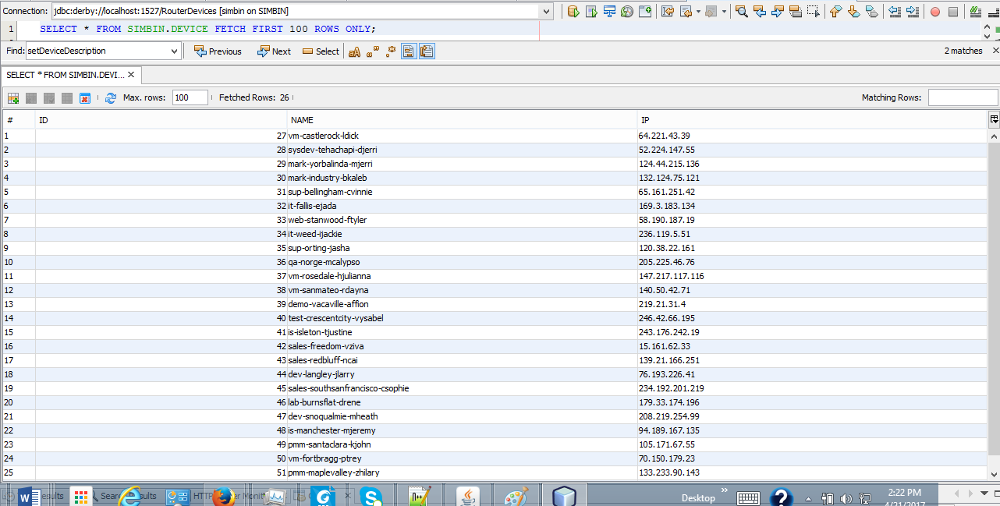 Connection: jdbc:derby://localhost:1527/RouterDevices [simbin on SIMBIN]
1 SELECT * FROM SIMBIN.DEVICE FETCH FIRST 100 ROWS ONLY;
Find: setDeviceDescription Previous Next Select 2 matches
SELECT * FROM SIMBIN.DEVI...
Max. rows: 100 Fetched Rows: 26 Matching Rows:
# ID NAME IP
1 27 vm-castlerock-ldick 64.221.43.39
2 28 sysdev-tehachapi-djerri 52.224.147.55
3 29 mark-yorbalinda-mjerri 124.44.215.136
4 30 mark-industry-bkaleb 132.124.75.121
5 31 sup-bellingham-cvinnie 65.161.251.42
6 32 it-fallis-ejada 169.3.183.134
7 33 web-stanwood-ftyler 58.190.187.19
8 34 it-weed-ijackie 236.119.5.51
9 35 sup-orting-jasha 120.38.22.161
10 36 qa-norge-mcalypso 205.225.46.76
11 37 vm-rosedale-hjulianna 147.217.117.116
12 38 vm-sanmateo-rdayna 140.50.42.71
13 39 demo-vacaville-affion 219.21.31.4
14 40 test-crescentcity-vysabel 246.42.66.195
15 41 is-isleton-tjustine 243.176.242.19
16 42 sales-freedom-vziva 15.161.62.33
17 43 sales-redbluff-ncai 139.21.166.251
18 44 dev-langley-jlarry 76.193.226.41
19 45 sales-southsanfrancisco-csophie 234.192.201.219
20 46 lab-burnsflat-drene 179.33.174.196
21 47 dev-snoqualmie-mheath 208.219.254.99
22 48 is-manchester-mjeremy 94.189.167.135
23 49 pmm-santaclara-kjohn 105.171.67.55
24 50 vm-fortbragg-ptrey 70.150.179.23
25 51 pmm-maplevalley-zhilary 133.233.90.143
Desktop 2:22 PM
4/21/2017